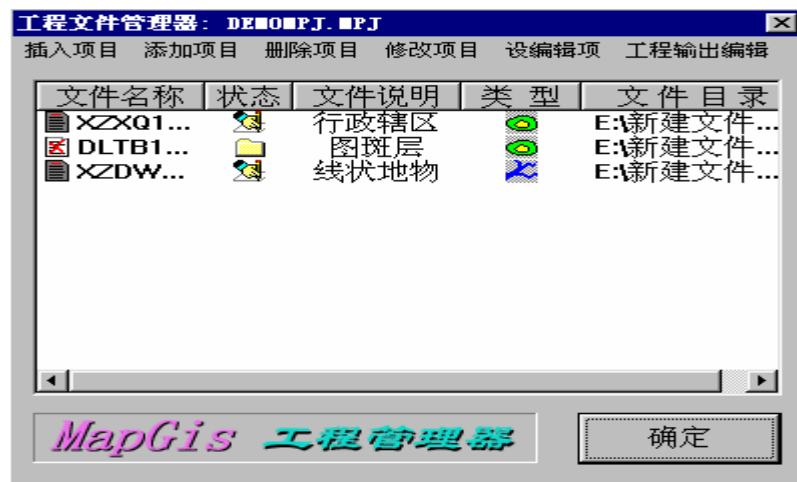 工程文件管理器: DEMOMPJ.MPJ
插入项目 添加项目 删除项目 修改项目 设编辑项 工程输出编辑
文件名称 状态 文件说明 类 型 文 件 目 录
XZXQ1... 行政辖区 E:\新建文件...
DLTB1... 图斑层 E:\新建文件...
XZDW... 线状地物 E:\新建文件...
MapGis 工程管理器 确定